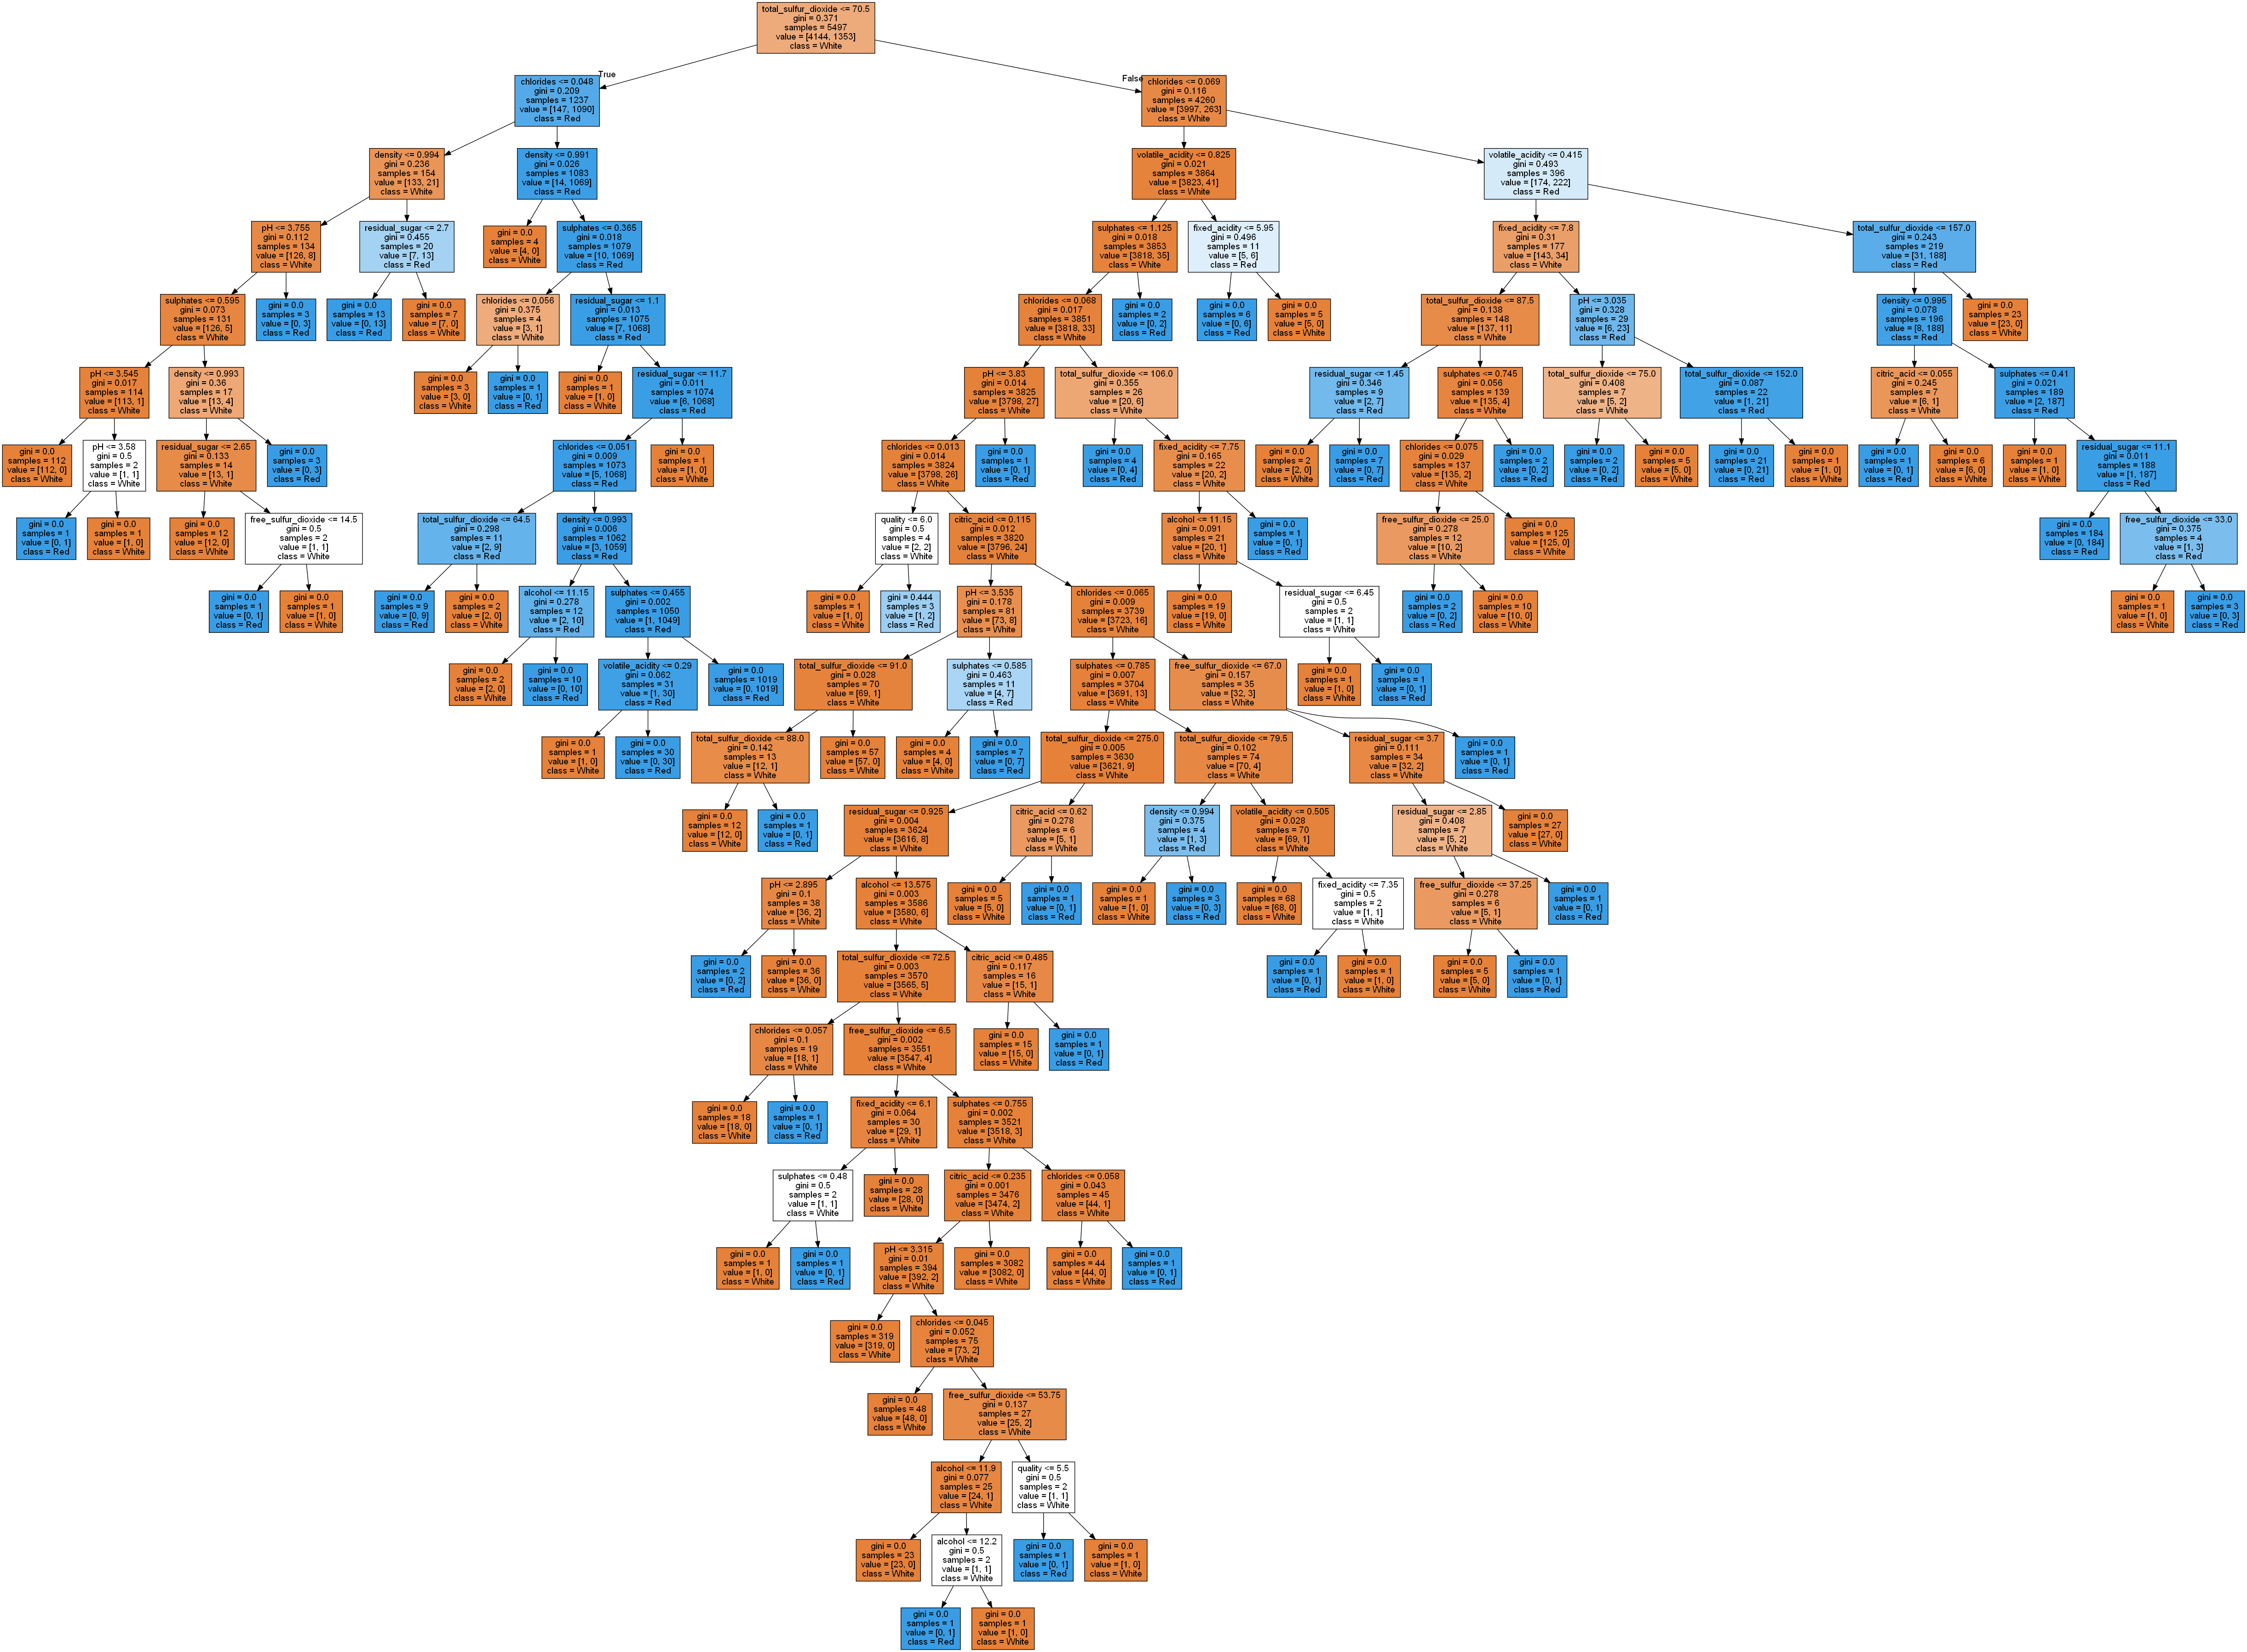 total_sulfur_dioxide <= 70.5
gini = 0.371
samples = 5497
value = [4144, 1353]
class = White
True
False
chlorides <= 0.048
gini = 0.209
samples = 1237
value = [147, 1090]
class = Red
chlorides <= 0.069
gini = 0.116
samples = 4260
value = [3997, 263]
class = White
density <= 0.994
gini = 0.236
samples = 154
value = [133, 21]
class = White
density <= 0.991
gini = 0.026
samples = 1083
value = [14, 1069]
class = Red
volatile_acidity <= 0.825
gini = 0.021
samples = 3864
value = [3823, 41]
class = White
volatile_acidity <= 0.415
gini = 0.493
samples = 396
value = [174, 222]
class = Red
pH <= 3.755
gini = 0.112
samples = 134
value = [126, 8]
class = White
residual_sugar <= 2.7
gini = 0.455
samples = 20
value = [7, 13]
class = Red
gini = 0.0
samples = 4
value = [4, 0]
class = White
sulphates <= 0.365
gini = 0.018
samples = 1079
value = [10, 1069]
class = Red
sulphates <= 1.125
gini = 0.018
samples = 3853
value = [3818, 35]
class = White
fixed_acidity <= 5.95
gini = 0.496
samples = 11
value = [5, 6]
class = Red
fixed_acidity <= 7.8
gini = 0.31
samples = 177
value = [143, 34]
class = White
total_sulfur_dioxide <= 157.0
gini = 0.243
samples = 219
value = [31, 188]
class = Red
sulphates <= 0.595
gini = 0.073
samples = 131
value = [126, 5]
class = White
gini = 0.0
samples = 3
value = [0, 3]
class = Red
gini = 0.0
samples = 13
value = [0, 13]
class = Red
gini = 0.0
samples = 7
value = [7, 0]
class = White
chlorides <= 0.056
gini = 0.375
samples = 4
value = [3, 1]
class = White
residual_sugar <= 1.1
gini = 0.013
samples = 1075
value = [7, 1068]
class = Red
chlorides <= 0.068
gini = 0.017
samples = 3851
value = [3818, 33]
class = White
gini = 0.0
samples = 2
value = [0, 2]
class = Red
gini = 0.0
samples = 6
value = [0, 6]
class = Red
gini = 0.0
samples = 5
value = [5, 0]
class = White
total_sulfur_dioxide <= 87.5
gini = 0.138
samples = 148
value = [137, 11]
class = White
pH <= 3.035
gini = 0.328
samples = 29
value = [6, 23]
class = Red
density <= 0.995
gini = 0.078
samples = 196
value = [8, 188]
class = Red
gini = 0.0
samples = 23
value = [23, 0]
class = White
pH <= 3.545
gini = 0.017
samples = 114
value = [113, 1]
class = White
density <= 0.993
gini = 0.36
samples = 17
value = [13, 4]
class = White
gini = 0.0
samples = 3
value = [3, 0]
class = White
gini = 0.0
samples = 1
value = [0, 1]
class = Red
gini = 0.0
samples = 1
value = [1, 0]
class = White
residual_sugar <= 11.7
gini = 0.011
samples = 1074
value = [6, 1068]
class = Red
pH <= 3.83
gini = 0.014
samples = 3825
value = [3798, 27]
class = White
total_sulfur_dioxide <= 106.0
gini = 0.355
samples = 26
value = [20, 6]
class = White
residual_sugar <= 1.45
gini = 0.346
samples = 9
value = [2, 7]
class = Red
sulphates <= 0.745
gini = 0.056
samples = 139
value = [135, 4]
class = White
total_sulfur_dioxide <= 75.0
gini = 0.408
samples = 7
value = [5, 2]
class = White
total_sulfur_dioxide <= 152.0
gini = 0.087
samples = 22
value = [1, 21]
class = Red
citric_acid <= 0.055
gini = 0.245
samples = 7
value = [6, 1]
class = White
sulphates <= 0.41
gini = 0.021
samples = 189
value = [2, 187]
class = Red
gini = 0.0
samples = 112
value = [112, 0]
class = White
pH <= 3.58
gini = 0.5
samples = 2
value = [1, 1]
class = White
residual_sugar <= 2.65
gini = 0.133
samples = 14
value = [13, 1]
class = White
gini = 0.0
samples = 3
value = [0, 3]
class = Red
chlorides <= 0.051
gini = 0.009
samples = 1073
value = [5, 1068]
class = Red
gini = 0.0
samples = 1
value = [1, 0]
class = White
chlorides <= 0.013
gini = 0.014
samples = 3824
value = [3798, 26]
class = White
gini = 0.0
samples = 1
value = [0, 1]
class = Red
gini = 0.0
samples = 4
value = [0, 4]
class = Red
fixed_acidity <= 7.75
gini = 0.165
samples = 22
value = [20, 2]
class = White
gini = 0.0
samples = 2
value = [2, 0]
class = White
gini = 0.0
samples = 7
value = [0, 7]
class = Red
chlorides <= 0.075
gini = 0.029
samples = 137
value = [135, 2]
class = White
gini = 0.0
samples = 2
value = [0, 2]
class = Red
gini = 0.0
samples = 2
value = [0, 2]
class = Red
gini = 0.0
samples = 5
value = [5, 0]
class = White
gini = 0.0
samples = 21
value = [0, 21]
class = Red
gini = 0.0
samples = 1
value = [1, 0]
class = White
gini = 0.0
samples = 1
value = [0, 1]
class = Red
gini = 0.0
samples = 6
value = [6, 0]
class = White
gini = 0.0
samples = 1
value = [1, 0]
class = White
residual_sugar <= 11.1
gini = 0.011
samples = 188
value = [1, 187]
class = Red
gini = 0.0
samples = 1
value = [0, 1]
class = Red
gini = 0.0
samples = 1
value = [1, 0]
class = White
gini = 0.0
samples = 12
value = [12, 0]
class = White
free_sulfur_dioxide <= 14.5
gini = 0.5
samples = 2
value = [1, 1]
class = White
total_sulfur_dioxide <= 64.5
gini = 0.298
samples = 11
value = [2, 9]
class = Red
density <= 0.993
gini = 0.006
samples = 1062
value = [3, 1059]
class = Red
quality <= 6.0
gini = 0.5
samples = 4
value = [2, 2]
class = White
citric_acid <= 0.115
gini = 0.012
samples = 3820
value = [3796, 24]
class = White
alcohol <= 11.15
gini = 0.091
samples = 21
value = [20, 1]
class = White
gini = 0.0
samples = 1
value = [0, 1]
class = Red
free_sulfur_dioxide <= 25.0
gini = 0.278
samples = 12
value = [10, 2]
class = White
gini = 0.0
samples = 125
value = [125, 0]
class = White
gini = 0.0
samples = 184
value = [0, 184]
class = Red
free_sulfur_dioxide <= 33.0
gini = 0.375
samples = 4
value = [1, 3]
class = Red
gini = 0.0
samples = 1
value = [0, 1]
class = Red
gini = 0.0
samples = 1
value = [1, 0]
class = White
gini = 0.0
samples = 9
value = [0, 9]
class = Red
gini = 0.0
samples = 2
value = [2, 0]
class = White
alcohol <= 11.15
gini = 0.278
samples = 12
value = [2, 10]
class = Red
sulphates <= 0.455
gini = 0.002
samples = 1050
value = [1, 1049]
class = Red
gini = 0.0
samples = 1
value = [1, 0]
class = White
gini = 0.444
samples = 3
value = [1, 2]
class = Red
pH <= 3.535
gini = 0.178
samples = 81
value = [73, 8]
class = White
chlorides <= 0.065
gini = 0.009
samples = 3739
value = [3723, 16]
class = White
gini = 0.0
samples = 19
value = [19, 0]
class = White
residual_sugar <= 6.45
gini = 0.5
samples = 2
value = [1, 1]
class = White
gini = 0.0
samples = 2
value = [0, 2]
class = Red
gini = 0.0
samples = 10
value = [10, 0]
class = White
gini = 0.0
samples = 1
value = [1, 0]
class = White
gini = 0.0
samples = 3
value = [0, 3]
class = Red
gini = 0.0
samples = 2
value = [2, 0]
class = White
gini = 0.0
samples = 10
value = [0, 10]
class = Red
volatile_acidity <= 0.29
gini = 0.062
samples = 31
value = [1, 30]
class = Red
gini = 0.0
samples = 1019
value = [0, 1019]
class = Red
total_sulfur_dioxide <= 91.0
gini = 0.028
samples = 70
value = [69, 1]
class = White
sulphates <= 0.585
gini = 0.463
samples = 11
value = [4, 7]
class = Red
sulphates <= 0.785
gini = 0.007
samples = 3704
value = [3691, 13]
class = White
free_sulfur_dioxide <= 67.0
gini = 0.157
samples = 35
value = [32, 3]
class = White
gini = 0.0
samples = 1
value = [1, 0]
class = White
gini = 0.0
samples = 1
value = [0, 1]
class = Red
gini = 0.0
samples = 1
value = [1, 0]
class = White
gini = 0.0
samples = 30
value = [0, 30]
class = Red
total_sulfur_dioxide <= 88.0
gini = 0.142
samples = 13
value = [12, 1]
class = White
gini = 0.0
samples = 57
value = [57, 0]
class = White
gini = 0.0
samples = 4
value = [4, 0]
class = White
gini = 0.0
samples = 7
value = [0, 7]
class = Red
total_sulfur_dioxide <= 275.0
gini = 0.005
samples = 3630
value = [3621, 9]
class = White
total_sulfur_dioxide <= 79.5
gini = 0.102
samples = 74
value = [70, 4]
class = White
residual_sugar <= 3.7
gini = 0.111
samples = 34
value = [32, 2]
class = White
gini = 0.0
samples = 1
value = [0, 1]
class = Red
gini = 0.0
samples = 12
value = [12, 0]
class = White
gini = 0.0
samples = 1
value = [0, 1]
class = Red
residual_sugar <= 0.925
gini = 0.004
samples = 3624
value = [3616, 8]
class = White
citric_acid <= 0.62
gini = 0.278
samples = 6
value = [5, 1]
class = White
density <= 0.994
gini = 0.375
samples = 4
value = [1, 3]
class = Red
volatile_acidity <= 0.505
gini = 0.028
samples = 70
value = [69, 1]
class = White
residual_sugar <= 2.85
gini = 0.408
samples = 7
value = [5, 2]
class = White
gini = 0.0
samples = 27
value = [27, 0]
class = White
pH <= 2.895
gini = 0.1
samples = 38
value = [36, 2]
class = White
alcohol <= 13.575
gini = 0.003
samples = 3586
value = [3580, 6]
class = White
gini = 0.0
samples = 5
value = [5, 0]
class = White
gini = 0.0
samples = 1
value = [0, 1]
class = Red
gini = 0.0
samples = 1
value = [1, 0]
class = White
gini = 0.0
samples = 3
value = [0, 3]
class = Red
gini = 0.0
samples = 68
value = [68, 0]
class = White
fixed_acidity <= 7.35
gini = 0.5
samples = 2
value = [1, 1]
class = White
free_sulfur_dioxide <= 37.25
gini = 0.278
samples = 6
value = [5, 1]
class = White
gini = 0.0
samples = 1
value = [0, 1]
class = Red
gini = 0.0
samples = 2
value = [0, 2]
class = Red
gini = 0.0
samples = 36
value = [36, 0]
class = White
total_sulfur_dioxide <= 72.5
gini = 0.003
samples = 3570
value = [3565, 5]
class = White
citric_acid <= 0.485
gini = 0.117
samples = 16
value = [15, 1]
class = White
gini = 0.0
samples = 1
value = [0, 1]
class = Red
gini = 0.0
samples = 1
value = [1, 0]
class = White
gini = 0.0
samples = 5
value = [5, 0]
class = White
gini = 0.0
samples = 1
value = [0, 1]
class = Red
chlorides <= 0.057
gini = 0.1
samples = 19
value = [18, 1]
class = White
free_sulfur_dioxide <= 6.5
gini = 0.002
samples = 3551
value = [3547, 4]
class = White
gini = 0.0
samples = 15
value = [15, 0]
class = White
gini = 0.0
samples = 1
value = [0, 1]
class = Red
gini = 0.0
samples = 18
value = [18, 0]
class = White
gini = 0.0
samples = 1
value = [0, 1]
class = Red
fixed_acidity <= 6.1
gini = 0.064
samples = 30
value = [29, 1]
class = White
sulphates <= 0.755
gini = 0.002
samples = 3521
value = [3518, 3]
class = White
sulphates <= 0.48
gini = 0.5
samples = 2
value = [1, 1]
class = White
gini = 0.0
samples = 28
value = [28, 0]
class = White
citric_acid <= 0.235
gini = 0.001
samples = 3476
value = [3474, 2]
class = White
chlorides <= 0.058
gini = 0.043
samples = 45
value = [44, 1]
class = White
gini = 0.0
samples = 1
value = [1, 0]
class = White
gini = 0.0
samples = 1
value = [0, 1]
class = Red
pH <= 3.315
gini = 0.01
samples = 394
value = [392, 2]
class = White
gini = 0.0
samples = 3082
value = [3082, 0]
class = White
gini = 0.0
samples = 44
value = [44, 0]
class = White
gini = 0.0
samples = 1
value = [0, 1]
class = Red
gini = 0.0
samples = 319
value = [319, 0]
class = White
chlorides <= 0.045
gini = 0.052
samples = 75
value = [73, 2]
class = White
gini = 0.0
samples = 48
value = [48, 0]
class = White
free_sulfur_dioxide <= 53.75
gini = 0.137
samples = 27
value = [25, 2]
class = White
alcohol <= 11.9
gini = 0.077
samples = 25
value = [24, 1]
class = White
quality <= 5.5
gini = 0.5
samples = 2
value = [1, 1]
class = White
gini = 0.0
samples = 23
value = [23, 0]
class = White
alcohol <= 12.2
gini = 0.5
samples = 2
value = [1, 1]
class = White
gini = 0.0
samples = 1
value = [0, 1]
class = Red
gini = 0.0
samples = 1
value = [1, 0]
class = White
gini = 0.0
samples = 1
value = [0, 1]
class = Red
gini = 0.0
samples = 1
value = [1, 0]
class = White